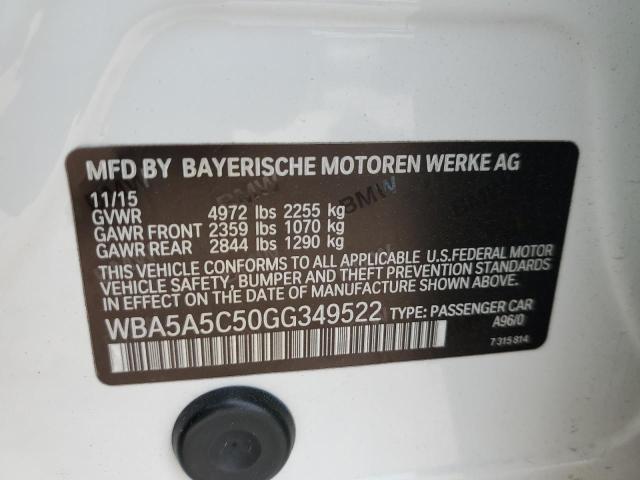 MFD BY BAYERISCHE MOTOREN WERKE AG
11/15
GVWR 4972 lbs 2255 kg
GAWR FRONT 2359 lbs 1070 kg
GAWR REAR 2844 lbs 1290 kg
THIS VEHICLE CONFORMS TO ALL APPLICABLE U.S.FEDERAL MOTOR
VEHICLE SAFETY, BUMPER AND THEFT PREVENTION STANDARDS
IN EFFECT ON THE DATE OF MANUFACTURE SHOWN ABOVE.
WBA5A5C50GG349522 TYPE: PASSENGER CAR
A96/0
7 315 814
BMW
BMW